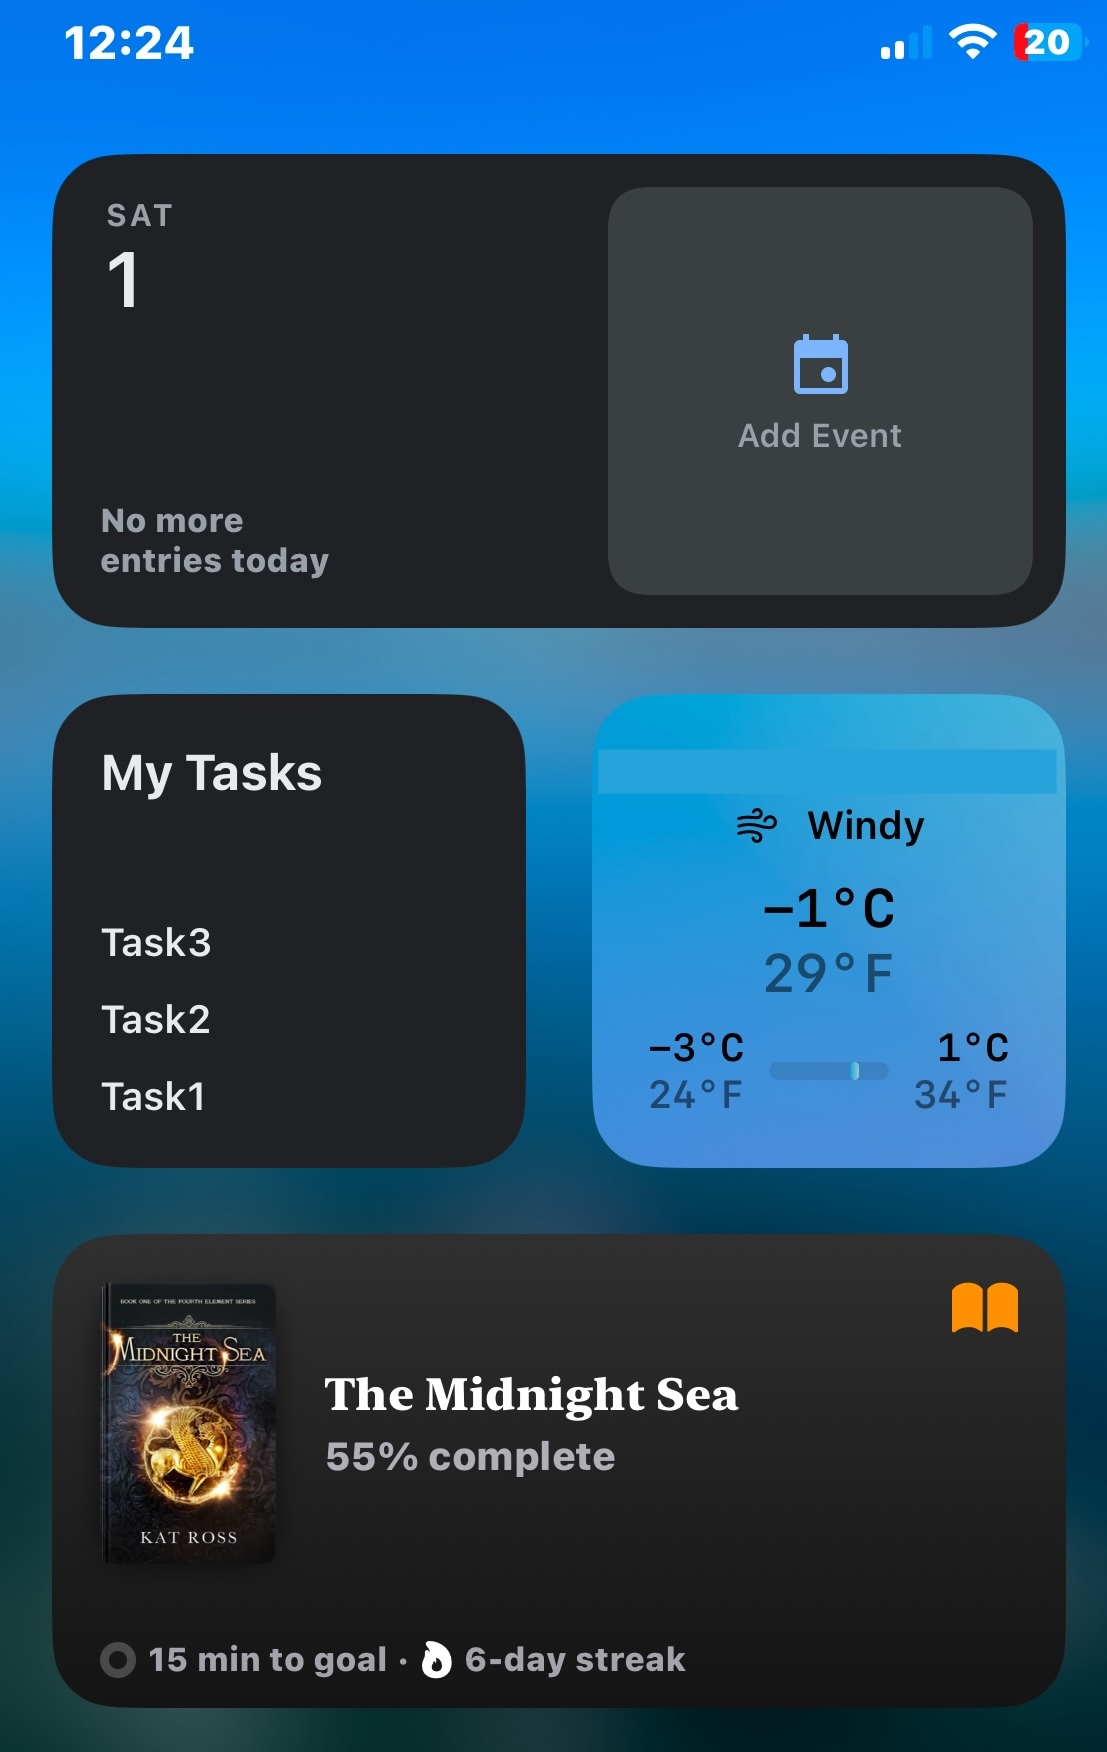 12:24
20
SAT
1
Add Event
No more
entries today
My Tasks
Task3
Task2
Task1
Windy
−1°C
29°F
−3°C
24°F
1°C
34°F
BOOK ONE OF THE FOURTH ELEMENT SERIES
THE
MIDNIGHT SEA
KAT ROSS
The Midnight Sea
55% complete
15 min to goal · 6-day streak